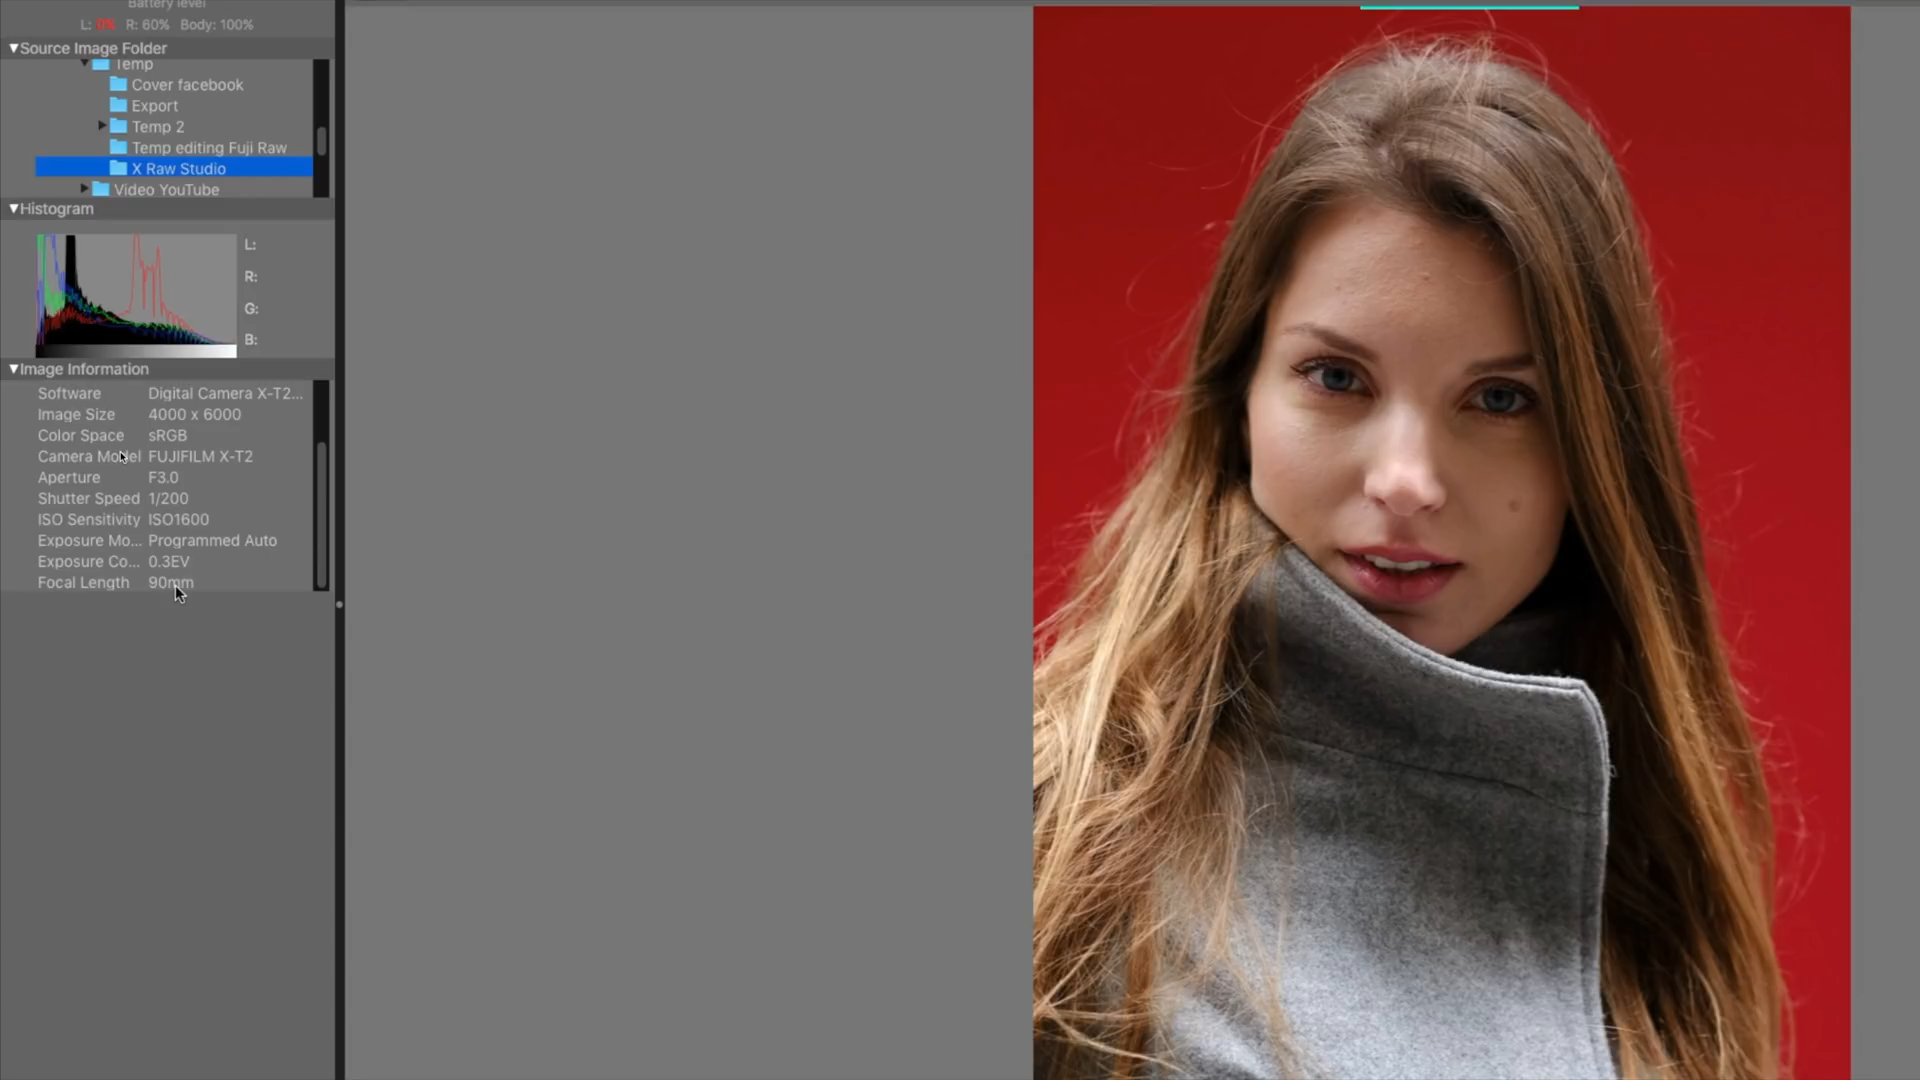 Battery level
L: 0% R: 60% Body: 100%
▼Source Image Folder
Temp
Cover facebook
Export
Temp 2
Temp editing Fuji Raw
X Raw Studio
Video YouTube
▼Histogram
L:
R:
G:
B:
▼Image Information
Software Digital Camera X-T2...
Image Size 4000 x 6000
Color Space sRGB
Camera Model FUJIFILM X-T2
Aperture F3.0
Shutter Speed 1/200
ISO Sensitivity ISO1600
Exposure Mo... Programmed Auto
Exposure Co... 0.3EV
Focal Length 90mm